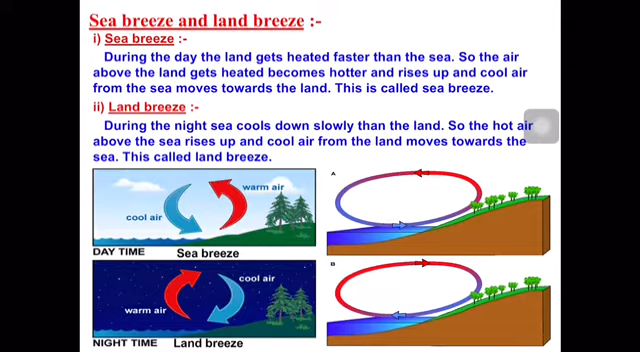 Sea breeze and land breeze :-
i) Sea breeze :-
During the day the land gets heated faster than the sea. So the air
above the land gets heated becomes hotter and rises up and cool air
from the sea moves towards the land. This is called sea breeze.
ii) Land breeze :-
During the night sea cools down slowly than the land. So the hot air
above the sea rises up and cool air from the land moves towards the
sea. This called land breeze.
warm air
cool air
DAY TIME Sea breeze
A
cool air
warm air
NIGHT TIME Land breeze
B